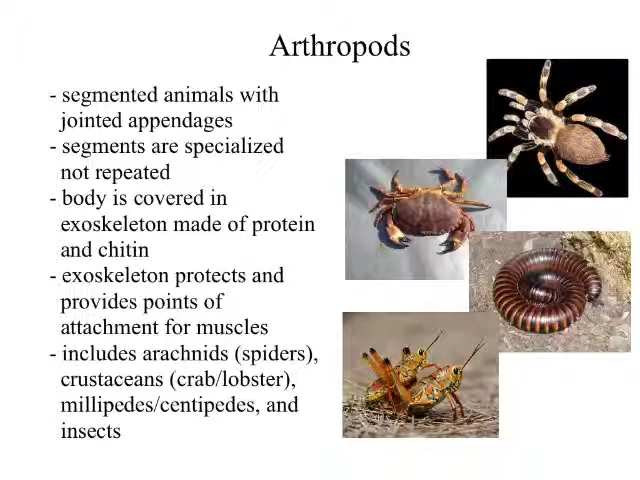 Arthropods
- segmented animals with
jointed appendages
- segments are specialized
not repeated
- body is covered in
exoskeleton made of protein
and chitin
- exoskeleton protects and
provides points of
attachment for muscles
- includes arachnids (spiders),
crustaceans (crab/lobster),
millipedes/centipedes, and
insects